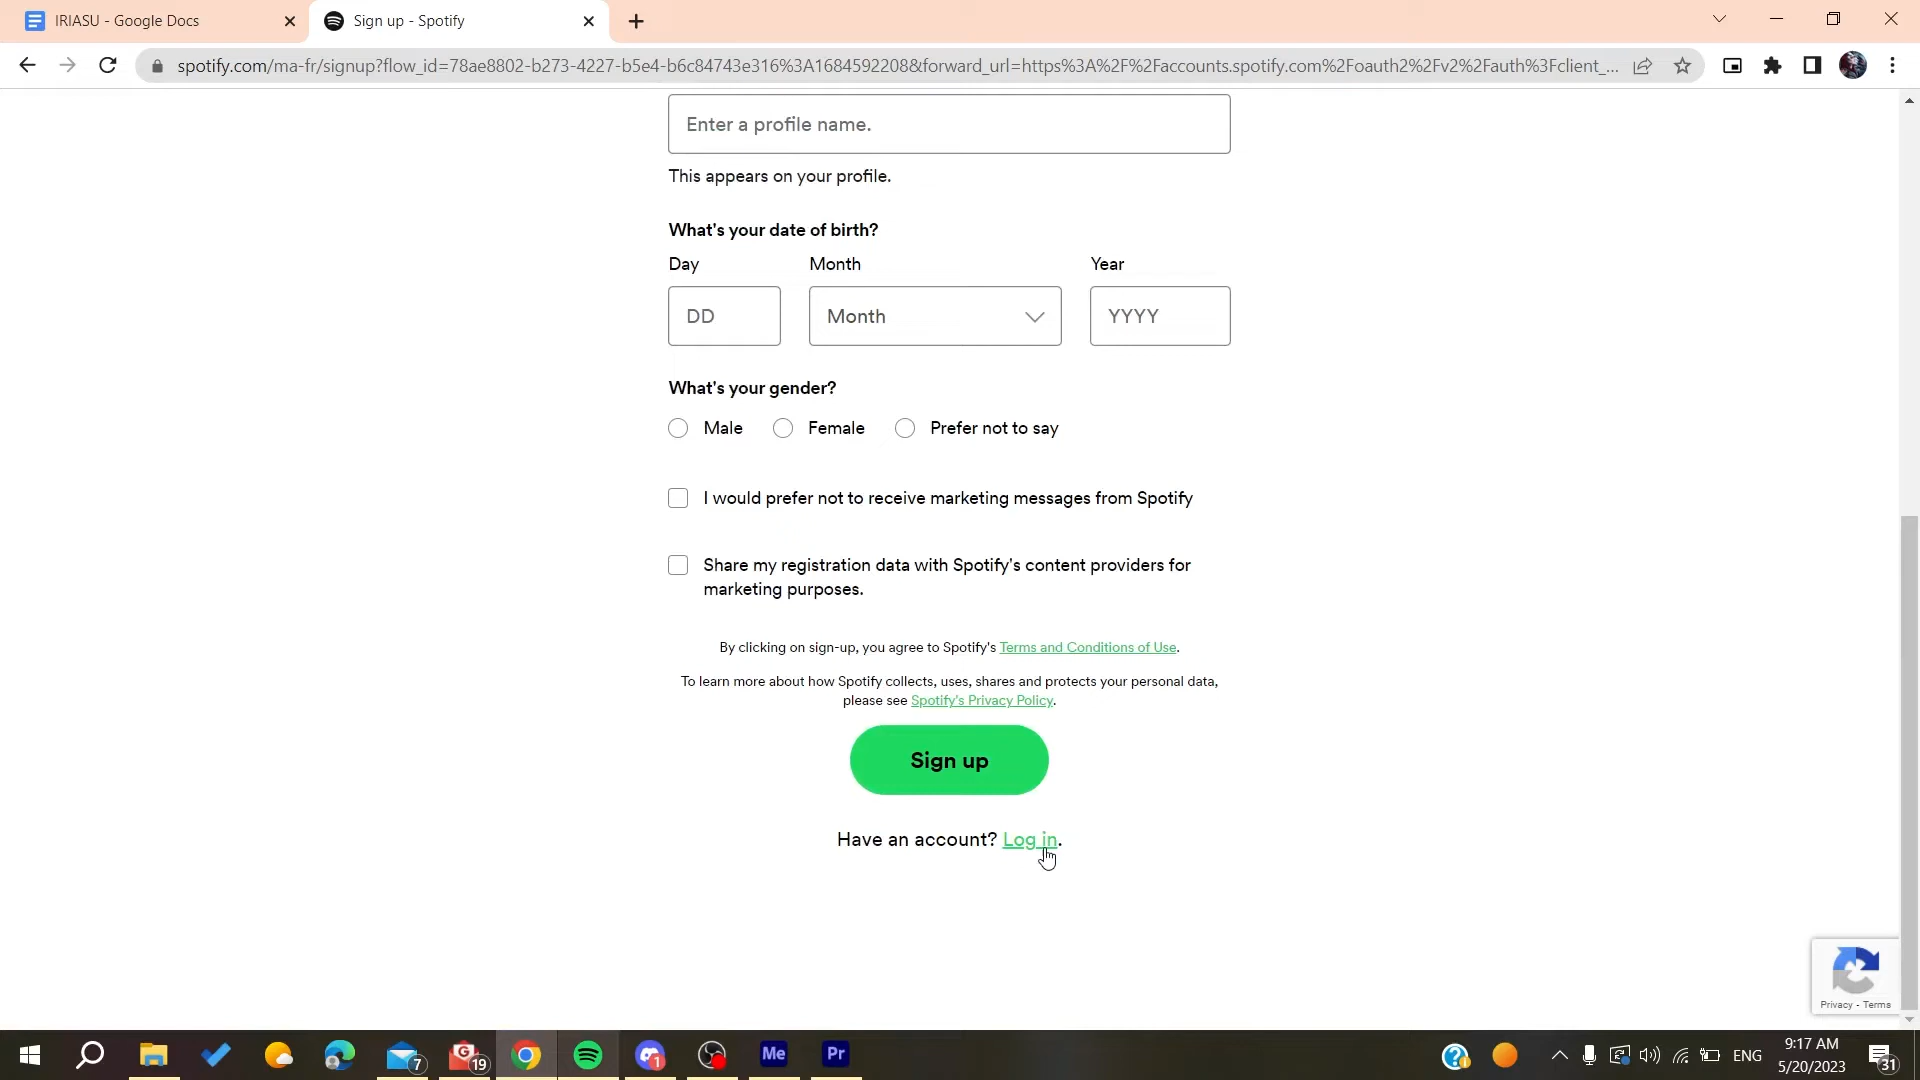 IRIASU - Google Docs
Sign up - Spotify
spotify.com/ma-fr/signup?flow_id=78ae8802-b273-4227-b5e4-b6c84743e316%3A1684592208&forward_url=https%3A%2F%2Faccounts.spotify.com%2Foauth2%2Fv2%2Fauth%3Fclient_...
Enter a profile name.
This appears on your profile.
What's your date of birth?
Day Month Year
DD Month YYYY
What's your gender?
Male Female Prefer not to say
I would prefer not to receive marketing messages from Spotify
Share my registration data with Spotify's content providers for
marketing purposes.
By clicking on sign-up, you agree to Spotify's Terms and Conditions of Use.
To learn more about how Spotify collects, uses, shares and protects your personal data,
please see Spotify's Privacy Policy.
Sign up
Have an account? Log in.
Privacy - Terms
7 G 19 1 Me Pr ENG
9:17 AM
5/20/2023
31